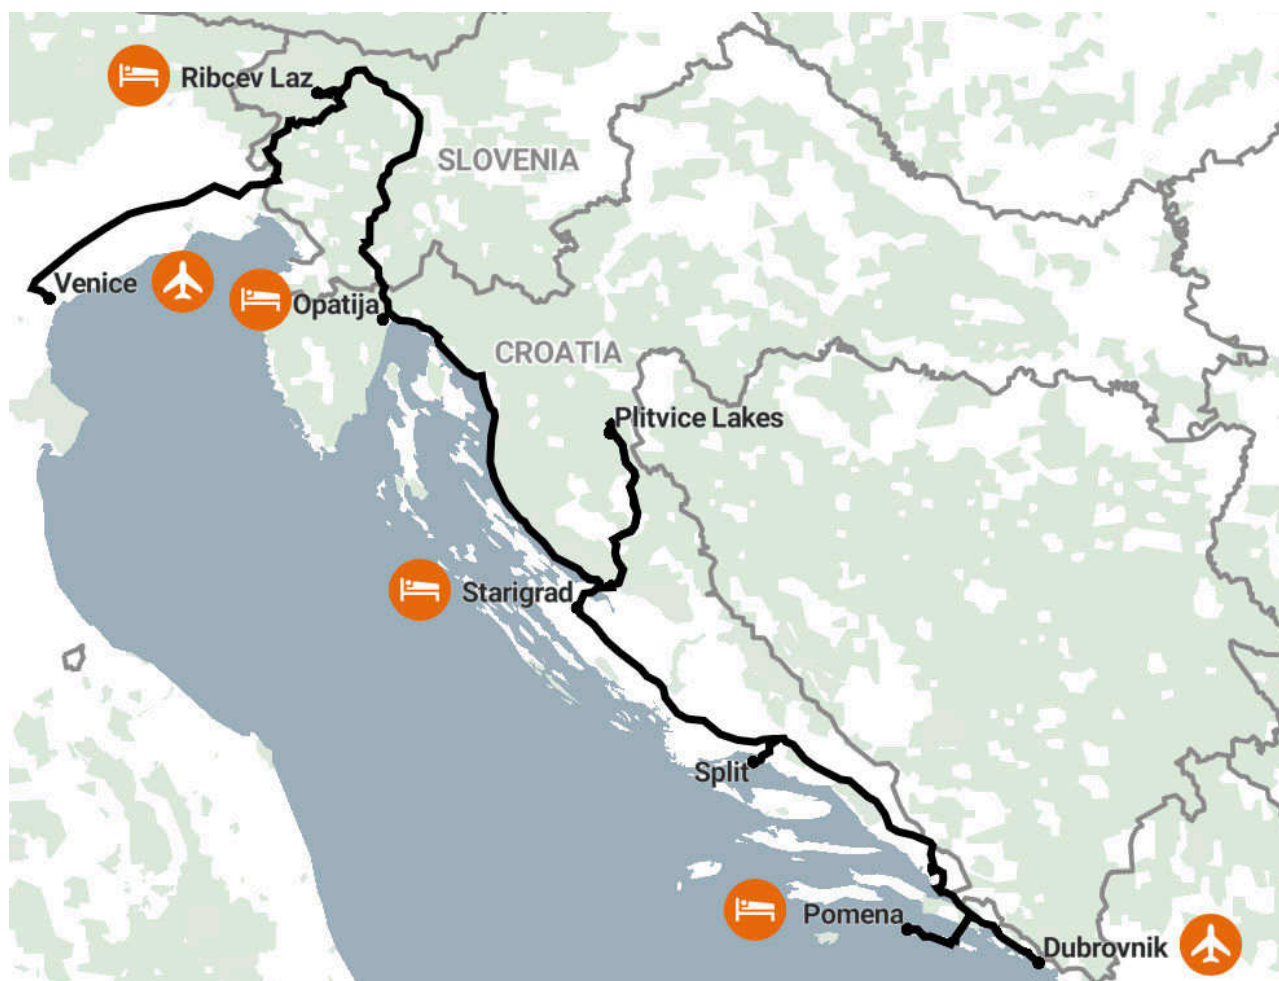 Ribcev Laz
SLOVENIA
Venice
Opatija
CROATIA
Plitvice Lakes
Starigrad
Split
Pomena
Dubrovnik